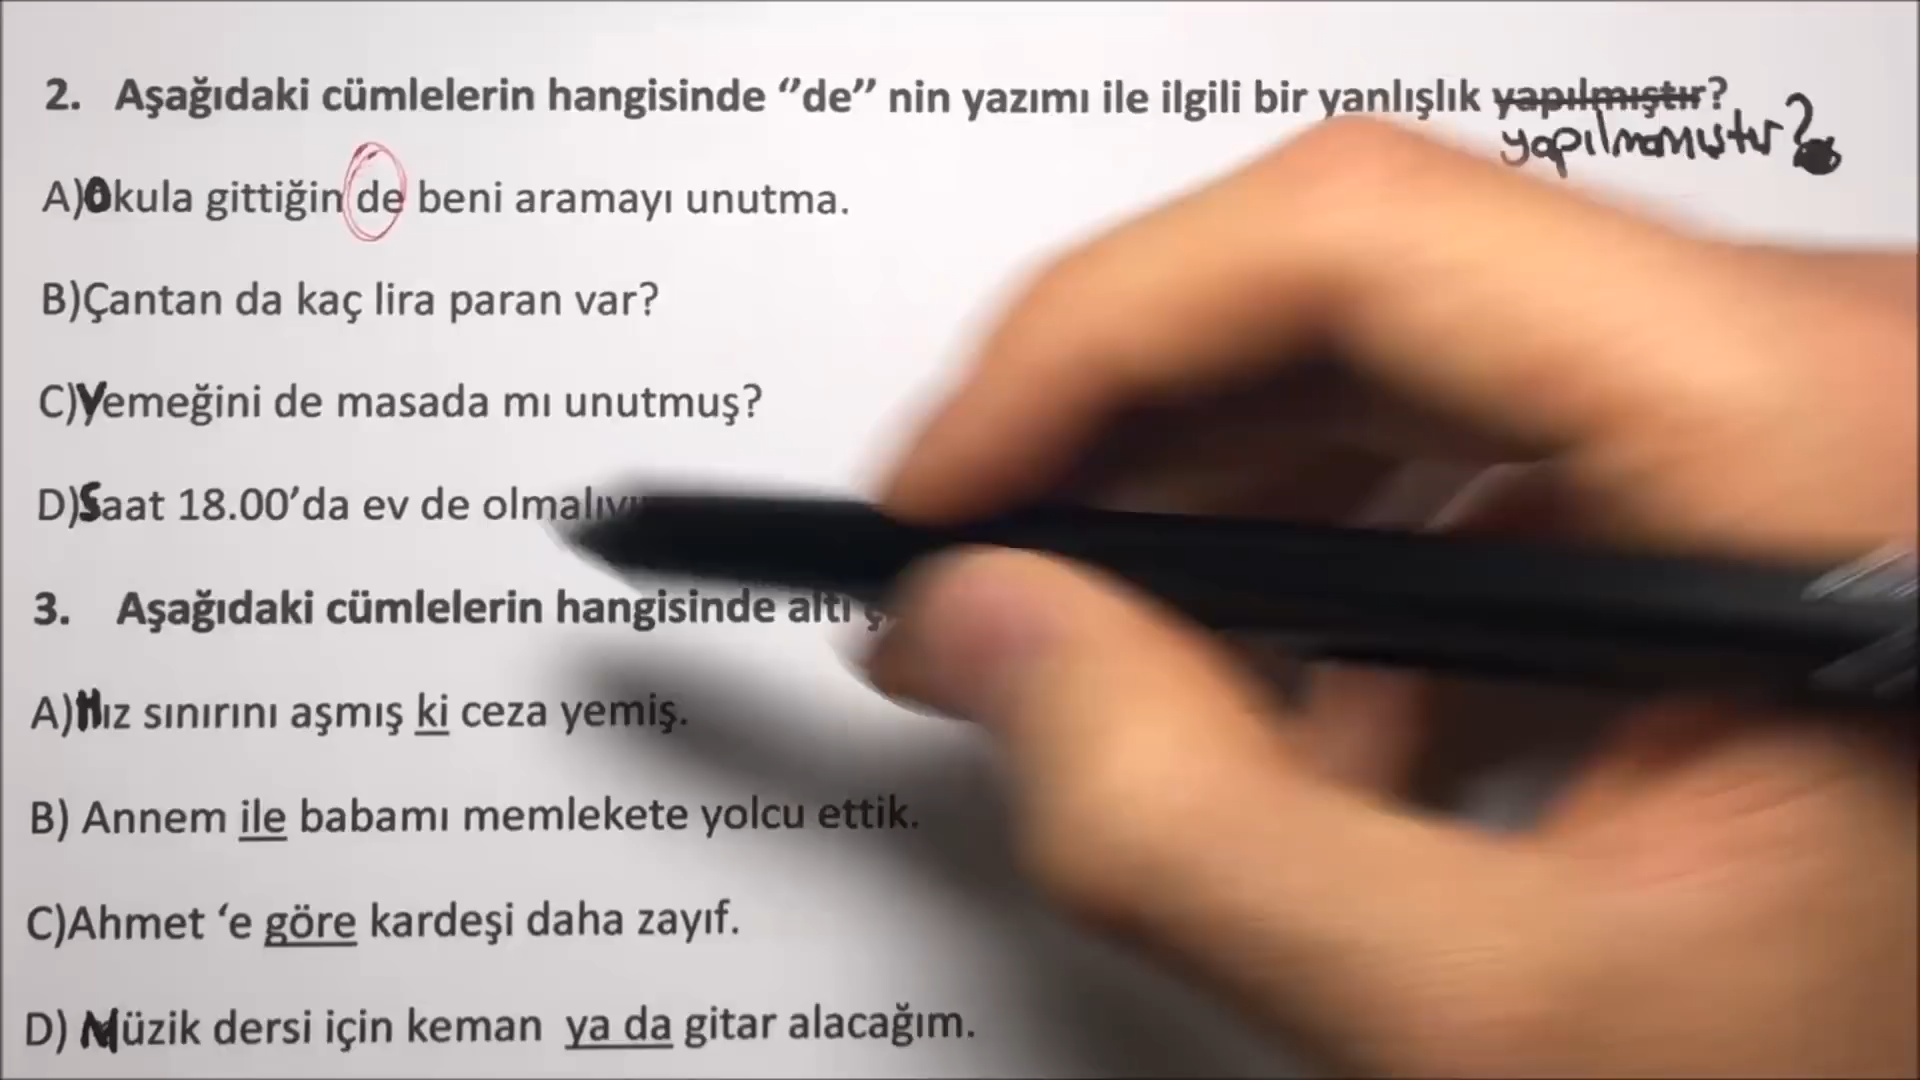 2. Aşağıdaki cümlelerin hangisinde ‘’de’’ nin yazımı ile ilgili bir yanlışlık yapılmıştır?
yapılmamıştır?
A)Okula gittiğin de beni aramayı unutma.
B)Çantan da kaç lira paran var?
C)Yemeğini de masada mı unutmuş?
D)Saat 18.00’da ev de
3. Aşağıdaki cümlelerin hangisinde altı
A)Hız sınırını aşmış ki ceza yemiş.
B) Annem ile babamı memlekete yolcu ettik.
C)Ahmet ‘e göre kardeşi daha zayıf.
D) Müzik dersi için keman ya da gitar alacağım.